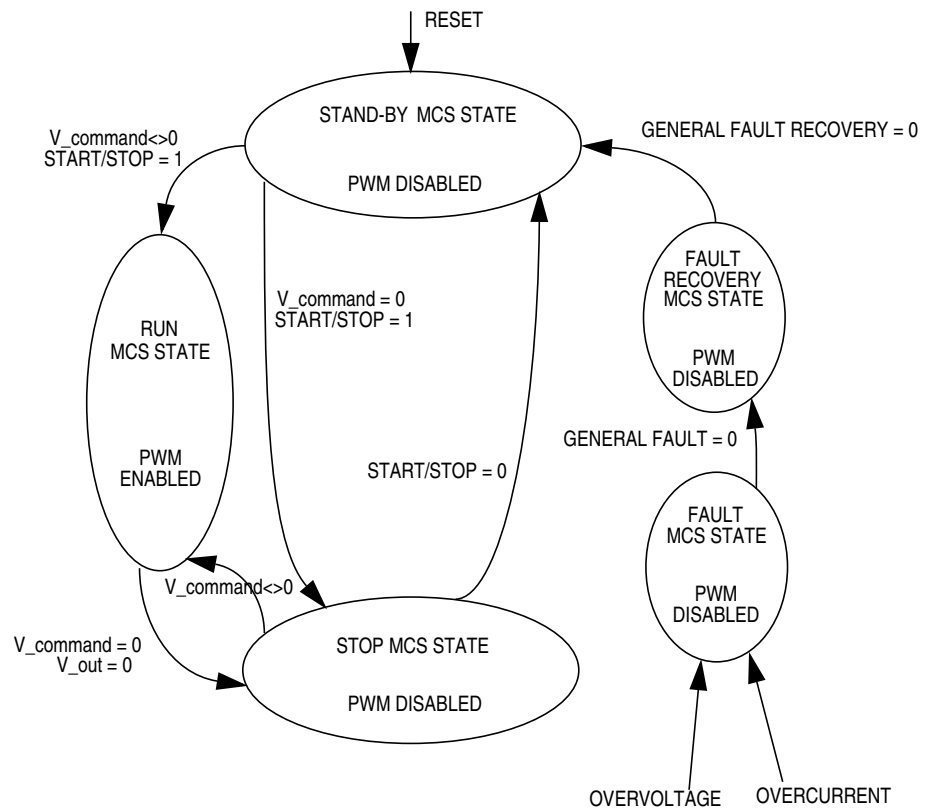 RESET
STAND-BY MCS STATE
PWM DISABLED
V_command<>0
START/STOP = 1
GENERAL FAULT RECOVERY = 0
FAULT
RECOVERY
MCS STATE
PWM
DISABLED
V_command = 0
START/STOP = 1
RUN
MCS STATE
PWM
ENABLED
START/STOP = 0
GENERAL FAULT = 0
FAULT
MCS STATE
PWM
DISABLED
V_command<>0
V_command = 0
V_out = 0
STOP MCS STATE
PWM DISABLED
OVERVOLTAGE
OVERCURRENT